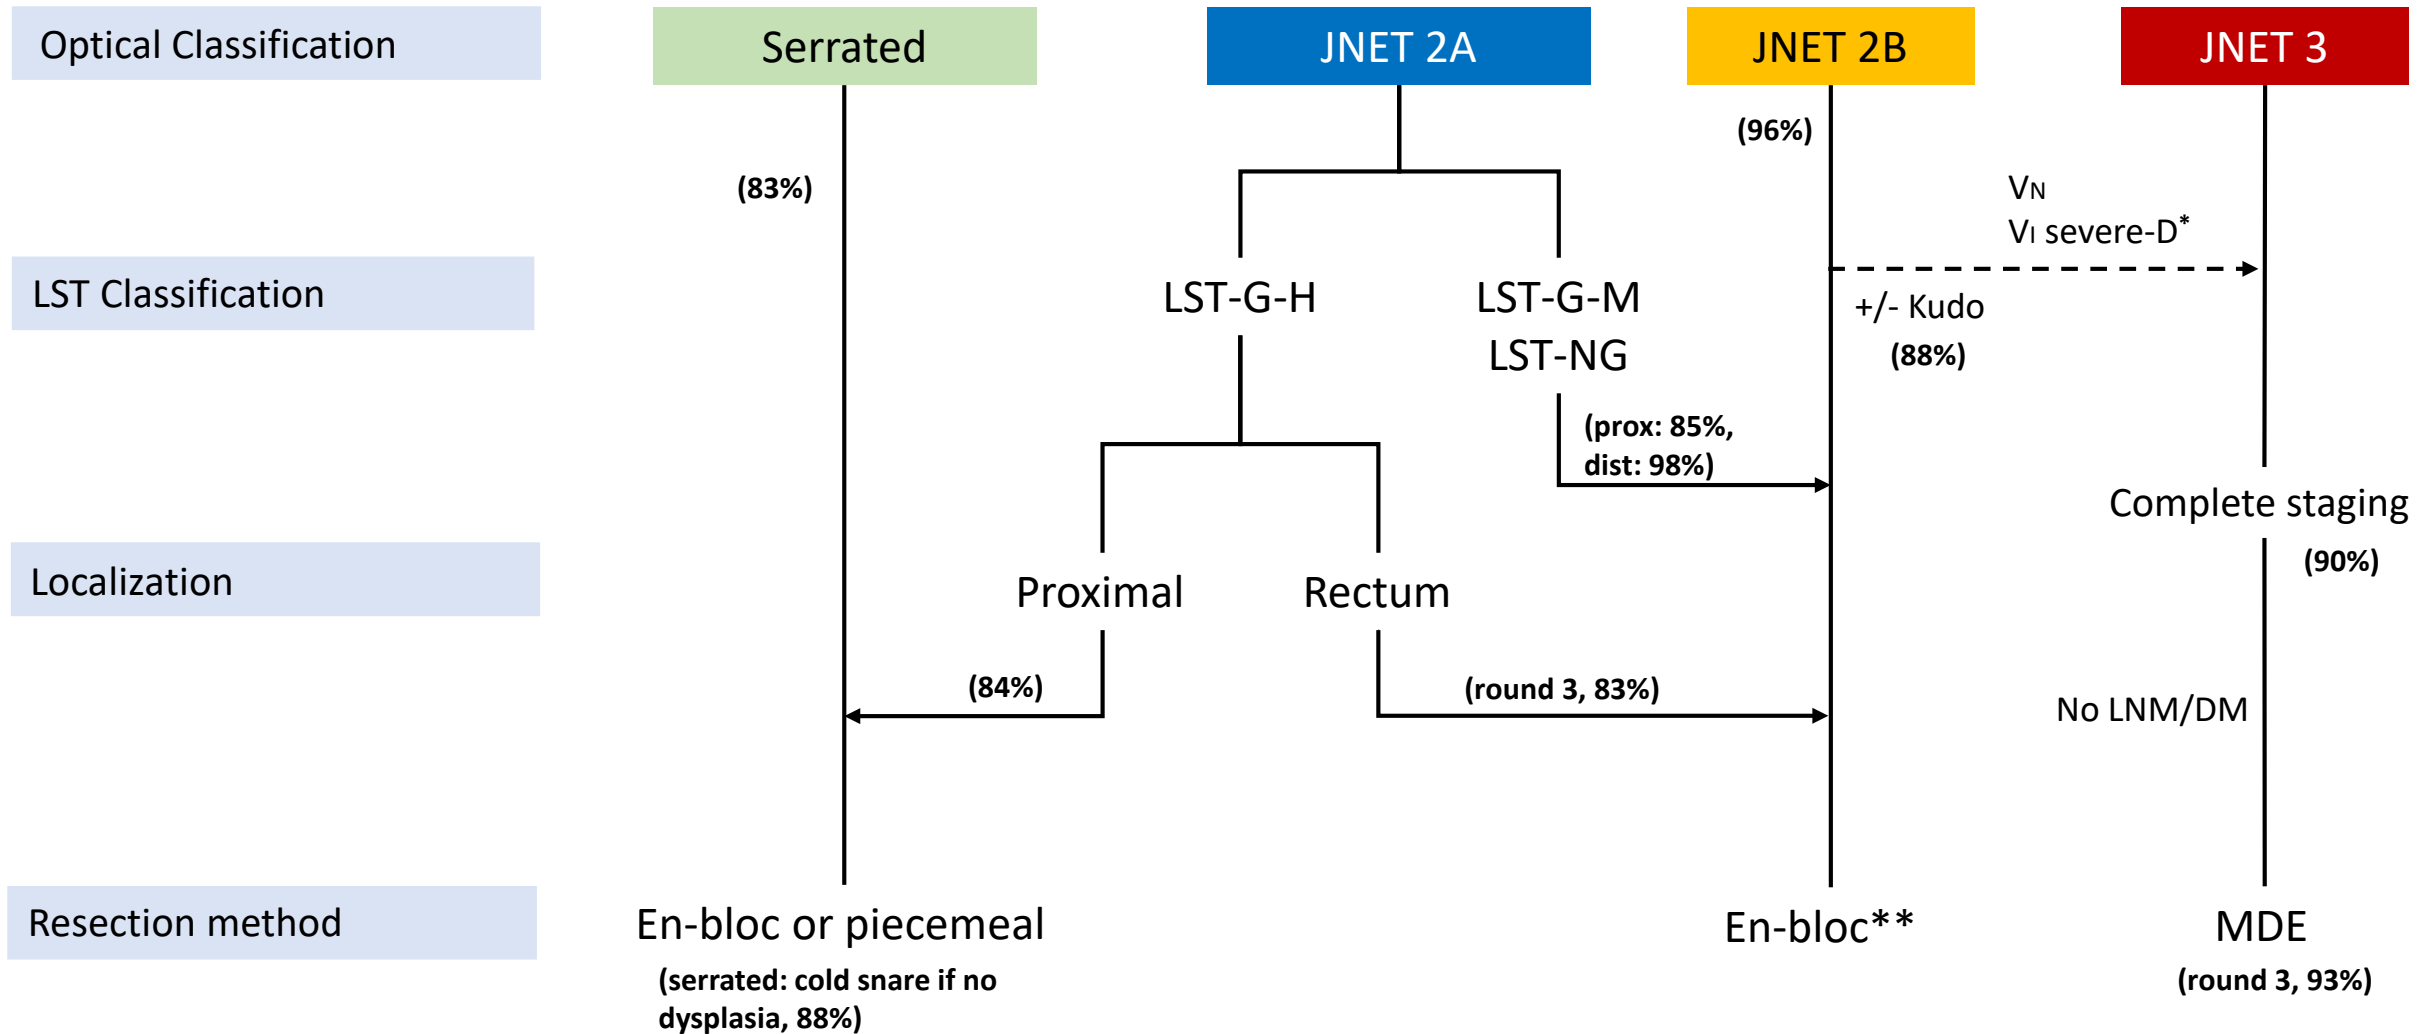 Optical Classification
Serrated
JNET 2A
JNET 2B
JNET 3
(96%)
(83%)
VN
VI severe-D*
LST Classification
LST-G-H
LST-G-M
LST-NG
+/- Kudo
(88%)
(prox: 85%,
dist: 98%)
Complete staging
(90%)
Localization
Proximal
Rectum
(84%)
(round 3, 83%)
No LNM/DM
Resection method
En-bloc or piecemeal
(serrated: cold snare if no
dysplasia, 88%)
En-bloc**
MDE
(round 3, 93%)